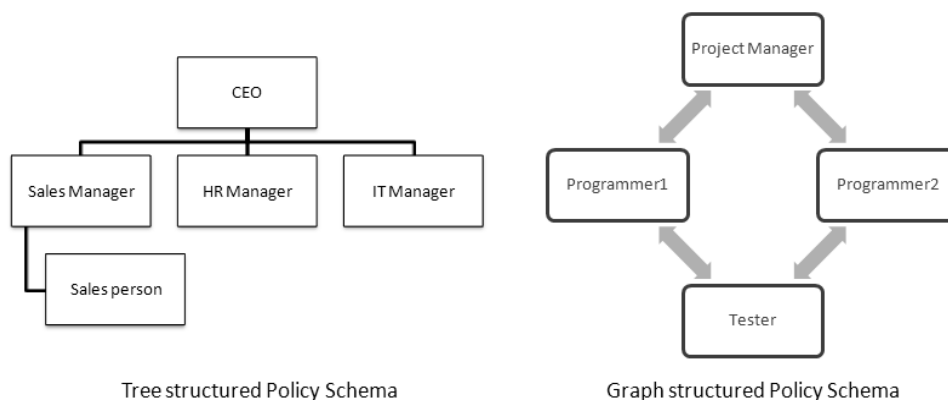 CEO
Sales Manager
HR Manager
IT Manager
Sales person
Tree structured Policy Schema
Project Manager
Programmer1
Programmer2
Tester
Graph structured Policy Schema